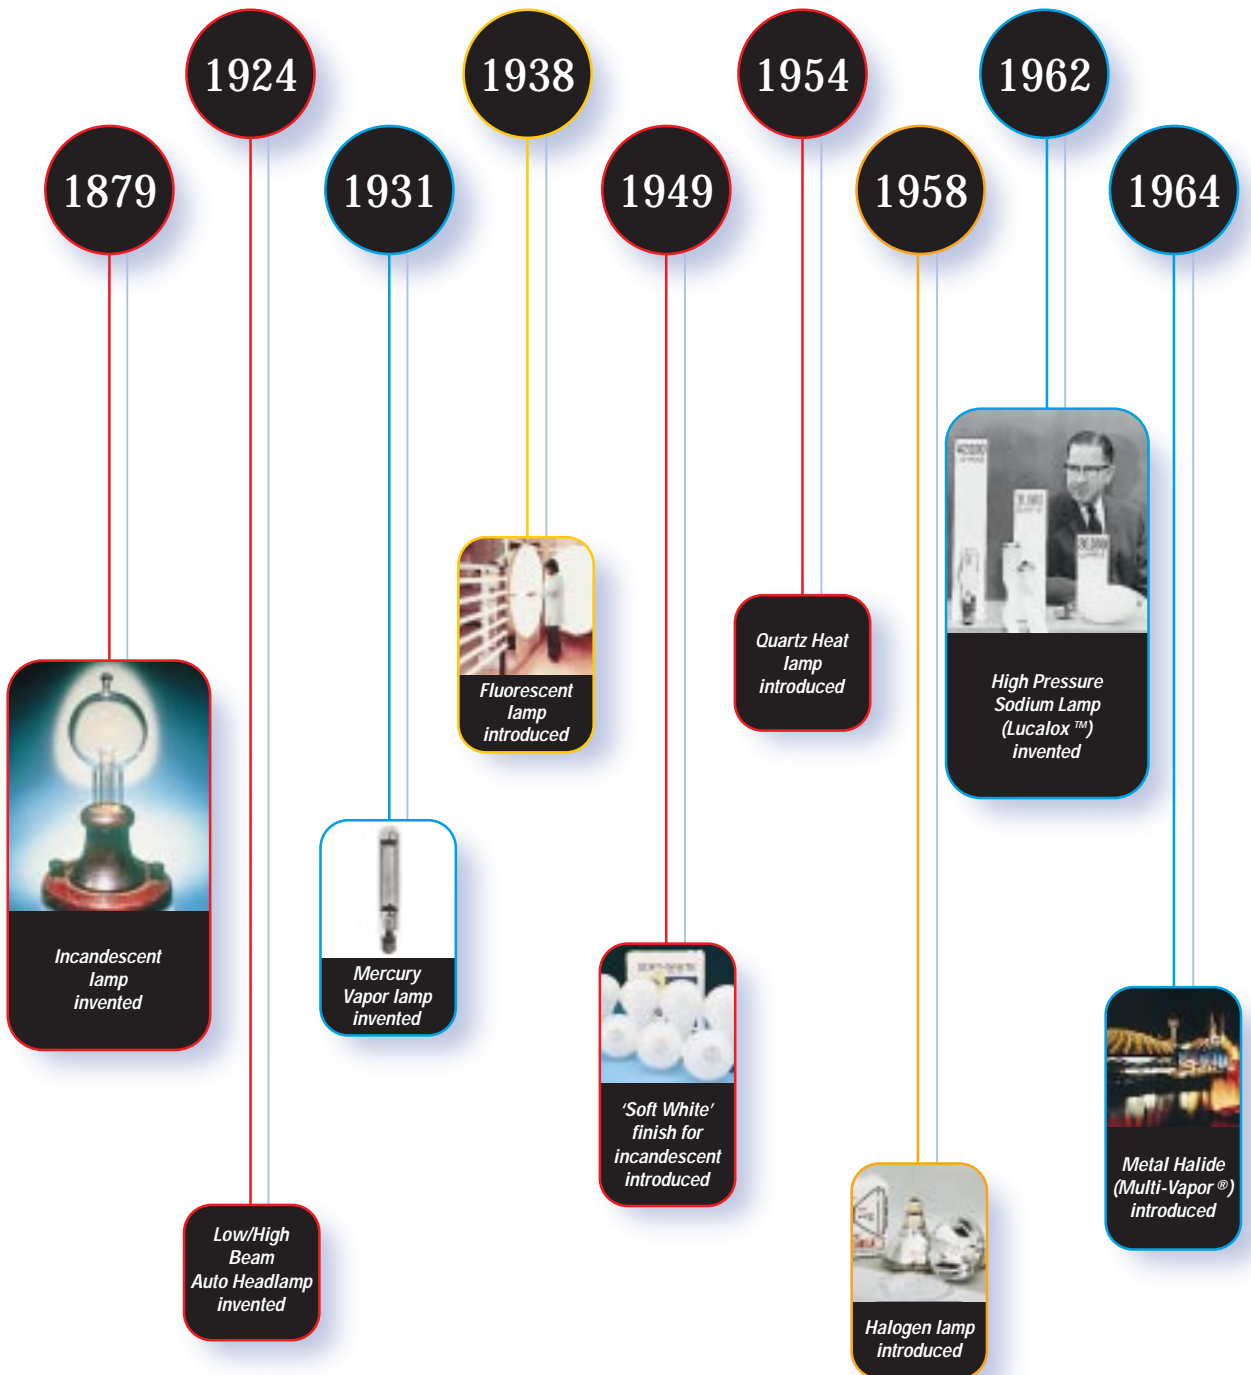 1924
1938
1954
1962
1879
1931
1949
1958
1964
Quartz Heat
lamp
introduced
Fluorescent
lamp
introduced
High Pressure
Sodium Lamp
(Lucalox ™)
invented
Incandescent
lamp
invented
Mercury
Vapor lamp
invented
'Soft White'
finish for
incandescent
introduced
Metal Halide
(Multi-Vapor ®)
introduced
Low/High
Beam
Auto Headlamp
invented
Halogen lamp
introduced